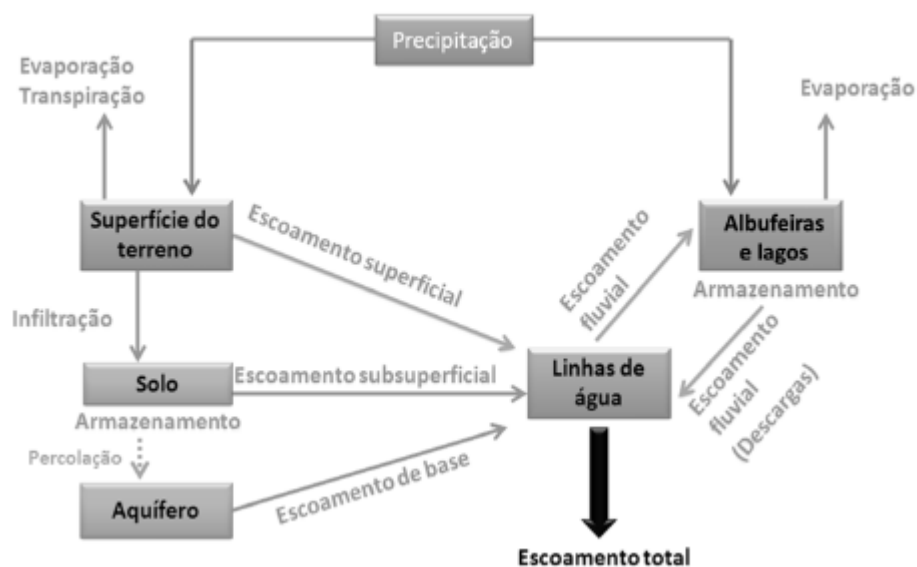 Precipitação
Evaporação
Transpiração
Evaporação
Superfície do
terreno
Escoamento superficial
Escoamento
fluvial
Albufeiras
e lagos
Armazenamento
Infiltração
Solo
Escoamento subsuperficial
Linhas de
água
Escoamento
fluvial
(Descargas)
Armazenamento
Percolação
Aquífero
Escoamento de base
Escoamento total